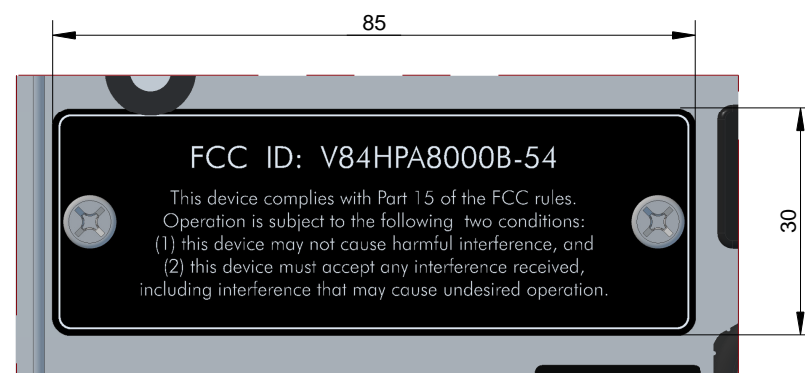 85
FCC ID: V84HPA8000B-54
This device complies with Part 15 of the FCC rules.
Operation is subject to the following two conditions:
(1) this device may not cause harmful interference, and
(2) this device must accept any interference received,
including interference that may cause undesired operation.
30